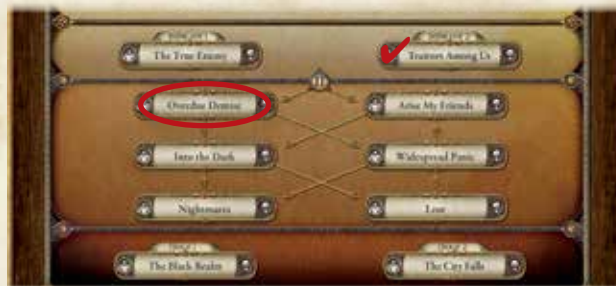 The True Enemy
Traitors Among Us
III
Overdue Demise
Arise My Friends
Into the Dark
Widespread Panic
Nightmares
Lost
The Black Realm
The City Falls